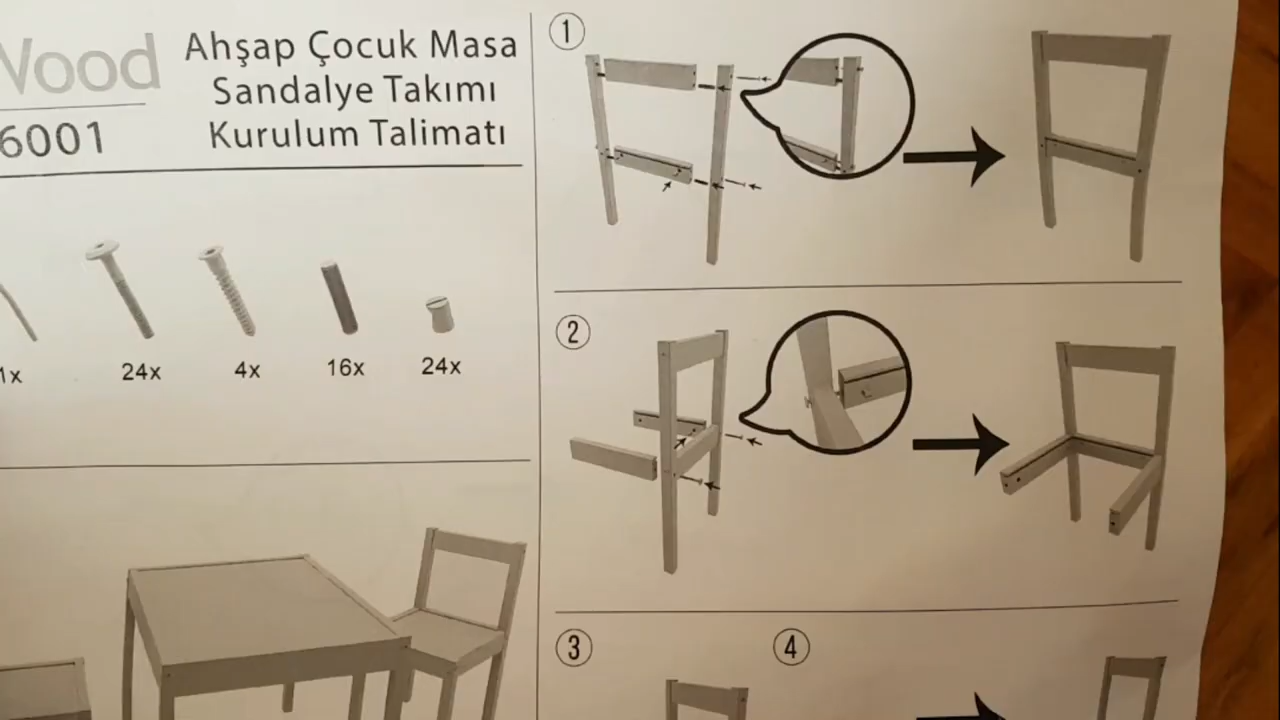 Wood
6001
Ahşap Çocuk Masa
Sandalye Takımı
Kurulum Talimatı
1x
24x
4x
16x
24x
1
2
3
4